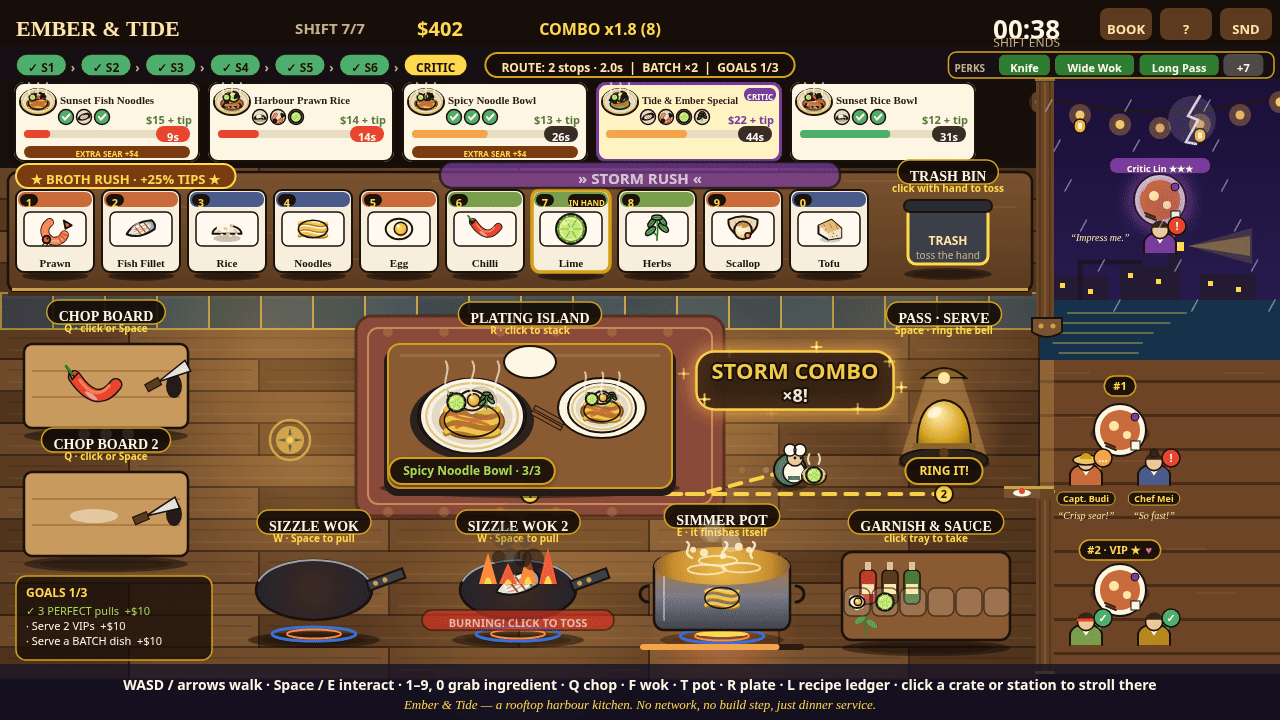 EMBER & TIDE
SHIFT 7/7
$402
COMBO x1.8 (8)
00:38
SHIFT ENDS
BOOK
?
SND
✓ S1 › ✓ S2 › ✓ S3 › ✓ S4 › ✓ S5 › ✓ S6 › CRITIC
ROUTE: 2 stops · 2.0s | BATCH ×2 | GOALS 1/3
PERKS
Knife
Wide Wok
Long Pass
+7
Sunset Fish Noodles
$15 + tip
9s
EXTRA SEAR +$4
Harbour Prawn Rice
$14 + tip
14s
Spicy Noodle Bowl
$13 + tip
26s
EXTRA SEAR +$4
Tide & Ember Special
CRITIC
$22 + tip
44s
Sunset Rice Bowl
$12 + tip
31s
★ BROTH RUSH · +25% TIPS ★
» STORM RUSH «
1
Prawn
2
Fish Fillet
3
Rice
4
Noodles
5
Egg
6
Chilli
7
IN HAND
Lime
8
Herbs
9
Scallop
0
Tofu
TRASH BIN
click with hand to toss
TRASH
toss the hand
Critic Lin ★★★
“Impress me.”
!
CHOP BOARD
Q · click or Space
CHOP BOARD 2
Q · click or Space
PLATING ISLAND
R · click to stack
Spicy Noodle Bowl · 3/3
STORM COMBO
×8!
PASS · SERVE
Space · ring the bell
RING IT!
2
#1
...
!
Capt. Budi
Chef Mei
“Crisp sear!”
“So fast!”
#2 · VIP ★ ♥
✓
✓
SIZZLE WOK
W · Space to pull
SIZZLE WOK 2
W · Space to pull
BURNING! CLICK TO TOSS
SIMMER POT
E · it finishes itself
GARNISH & SAUCE
click tray to take
GOALS 1/3
✓ 3 PERFECT pulls +$10
· Serve 2 VIPs +$10
· Serve a BATCH dish +$10
WASD / arrows walk · Space / E interact · 1–9, 0 grab ingredient · Q chop · F wok · T pot · R plate · L recipe ledger · click a crate or station to stroll there
Ember & Tide — a rooftop harbour kitchen. No network, no build step, just dinner service.